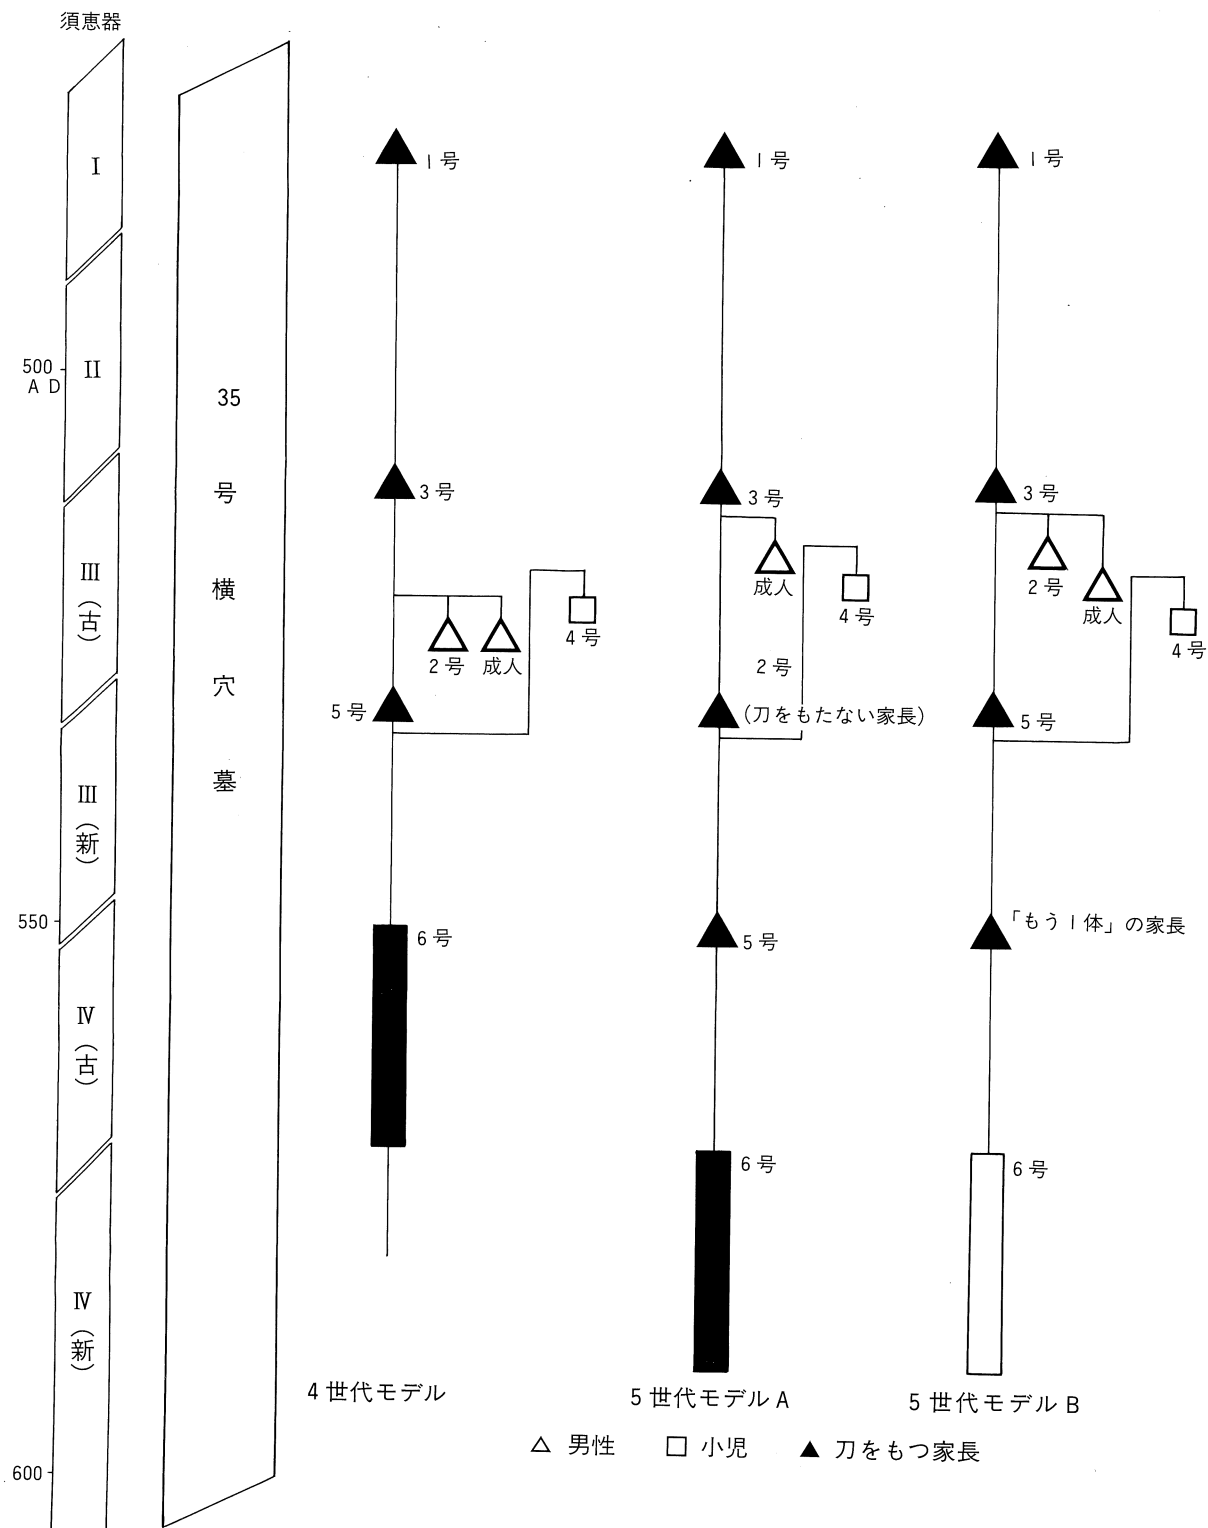 須恵器
Ⅰ
Ⅱ
Ⅲ(古)
Ⅲ(新)
Ⅳ(古)
Ⅳ(新)
500
A D
550
600
35号横穴墓
1号
3号
2号
成人
4号
5号
6号
4世代モデル
1号
3号
成人
4号
2号
(刀をもたない家長)
5号
6号
5世代モデルA
1号
3号
2号
成人
4号
5号
「もう1体」の家長
6号
5世代モデルB
△ 男性 □ 小児 ▲ 刀をもつ家長